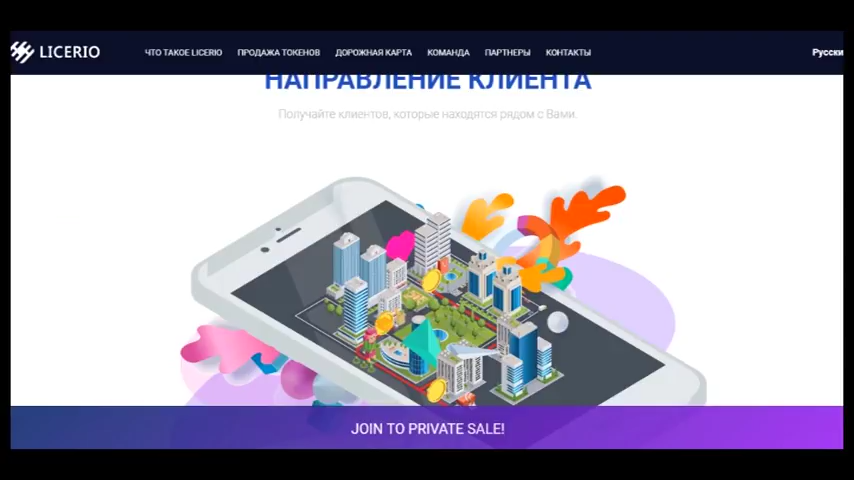 LICERIO
ЧТО ТАКОЕ LICERIO ПРОДАЖА ТОКЕНОВ ДОРОЖНАЯ КАРТА КОМАНДА ПАРТНЕРЫ КОНТАКТЫ Русски
НАПРАВЛЕНИЕ КЛИЕНТА
Получайте клиентов, которые находятся рядом с Вами.
JOIN TO PRIVATE SALE!